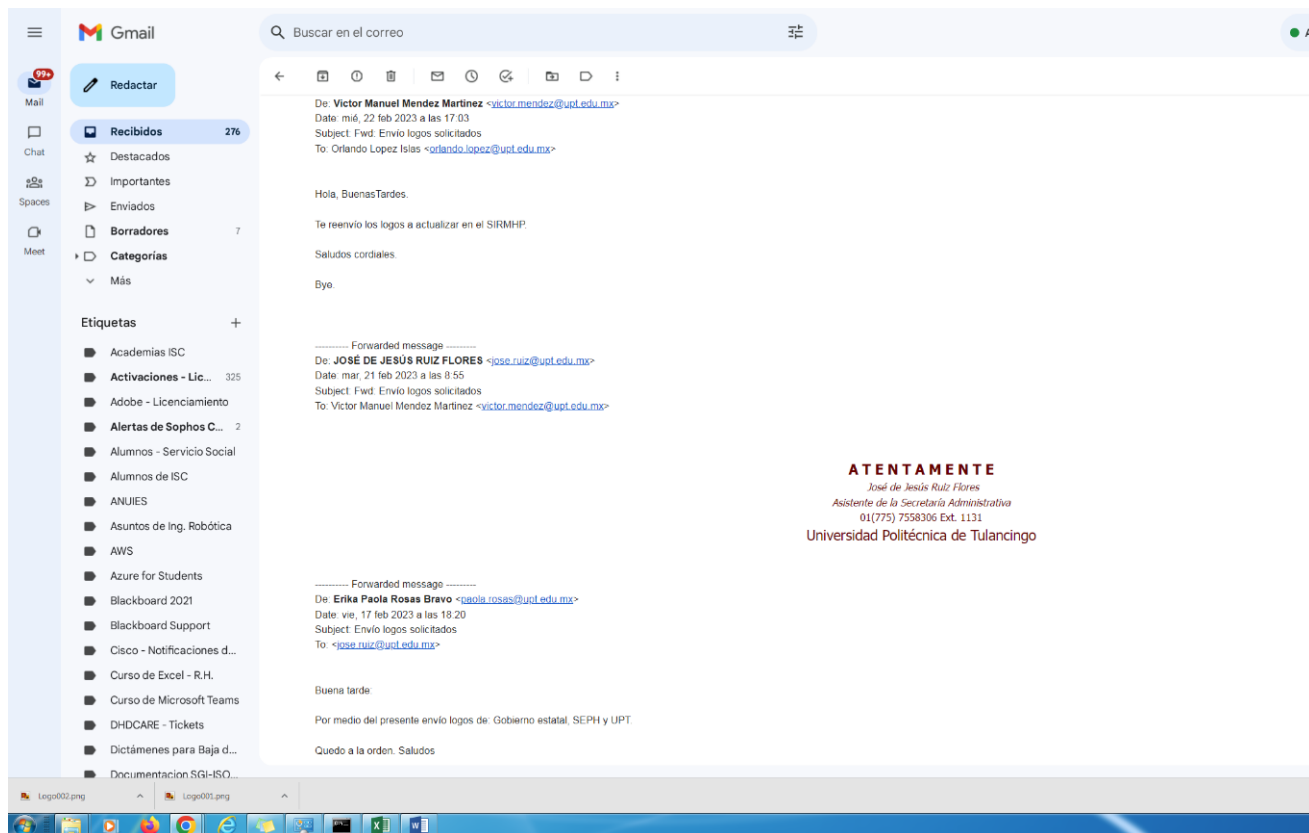 Gmail
Buscar en el correo
A
99+
Mail
Redactar
Chat
Spaces
Meet
Recibidos 276
Destacados
Importantes
Enviados
Borradores 7
Categorías
Más
Etiquetas +
Academias ISC
Activaciones - Lic... 325
Adobe - Licenciamiento
Alertas de Sophos C... 2
Alumnos - Servicio Social
Alumnos de ISC
ANUIES
Asuntos de Ing. Robótica
AWS
Azure for Students
Blackboard 2021
Blackboard Support
Cisco - Notificaciones d...
Curso de Excel - R.H.
Curso de Microsoft Teams
DHDCARE - Tickets
Dictámenes para Baja d...
Documentacion SGI-ISO...
De: Victor Manuel Mendez Martinez <victor.mendez@upt.edu.mx>
Date: mié, 22 feb 2023 a las 17:03
Subject: Fwd: Envío logos solicitados
To: Orlando Lopez Islas <orlando.lopez@upt.edu.mx>
Hola, BuenasTardes.
Te reenvío los logos a actualizar en el SIRMHP.
Saludos cordiales.
Bye.
---------- Forwarded message ---------
De: JOSÉ DE JESÚS RUIZ FLORES <jose.ruiz@upt.edu.mx>
Date: mar, 21 feb 2023 a las 8:55
Subject: Fwd: Envío logos solicitados
To: Victor Manuel Mendez Martinez <victor.mendez@upt.edu.mx>
A T E N T A M E N T E
José de Jesús Ruiz Flores
Asistente de la Secretaría Administrativa
01(775) 7558306 Ext. 1131
Universidad Politécnica de Tulancingo
---------- Forwarded message ---------
De: Erika Paola Rosas Bravo <paola.rosas@upt.edu.mx>
Date: vie, 17 feb 2023 a las 18:20
Subject: Envío logos solicitados
To: <jose.ruiz@upt.edu.mx>
Buena tarde:
Por medio del presente envío logos de: Gobierno estatal, SEPH y UPT.
Quedo a la orden. Saludos
Logo002.png
Logo001.png